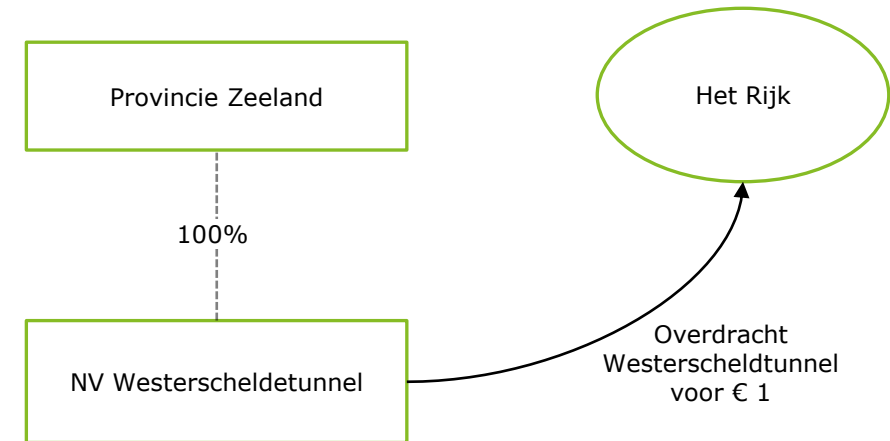 Provincie Zeeland
Het Rijk
100%
NV Westerscheldetunnel
Overdracht
Westerscheldtunnel
voor € 1